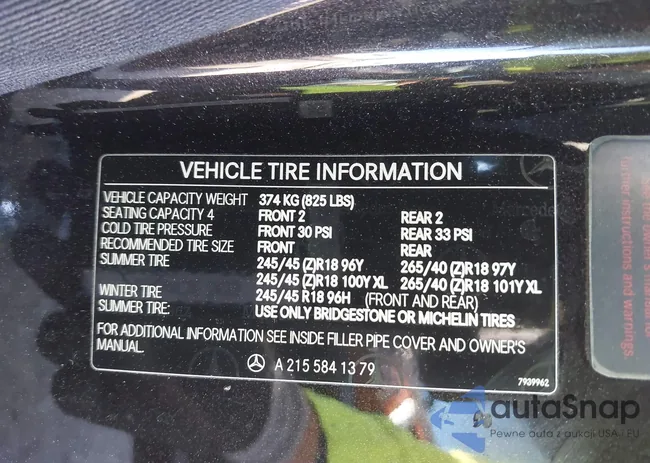 VEHICLE TIRE INFORMATION
VEHICLE CAPACITY WEIGHT 374 KG (825 LBS)
SEATING CAPACITY 4 FRONT 2 REAR 2
COLD TIRE PRESSURE FRONT 30 PSI REAR 33 PSI
RECOMMENDED TIRE SIZE FRONT REAR
SUMMER TIRE 245/45 (Z)R18 96Y 265/40 (Z)R18 97Y
245/45 (Z)R18 100Y XL 265/40 (Z)R18 101Y XL
WINTER TIRE 245/45 R18 96H (FRONT AND REAR)
SUMMER TIRE: USE ONLY BRIDGESTONE OR MICHELIN TIRES
FOR ADDITIONAL INFORMATION SEE INSIDE FILLER PIPE COVER AND OWNER'S
MANUAL.
A 215 584 13 79
7939962
further instructions and
and warnings.
autaSnap
Pewne auta z aukcji USA i EU